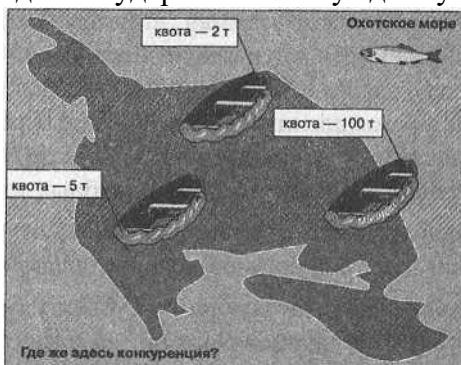 квота — 2 т
Охотское море
квота — 100 т
квота — 5 т
Где же здесь конкуренция?